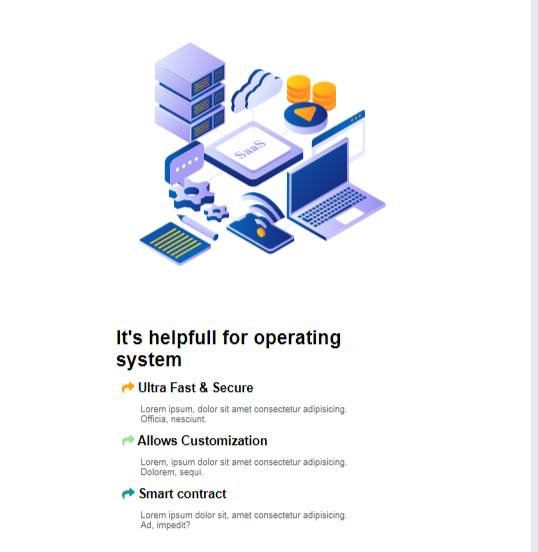 SaaS
It's helpfull for operating
system
Ultra Fast & Secure
Lorem ipsum, dolor sit amet consectetur adipisicing.
Officia, nesciunt.
Allows Customization
Lorem, ipsum dolor sit amet consectetur adipisicing.
Dolorem, sequi.
Smart contract
Lorem ipsum dolor sit, amet consectetur adipisicing.
Ad, impedit?